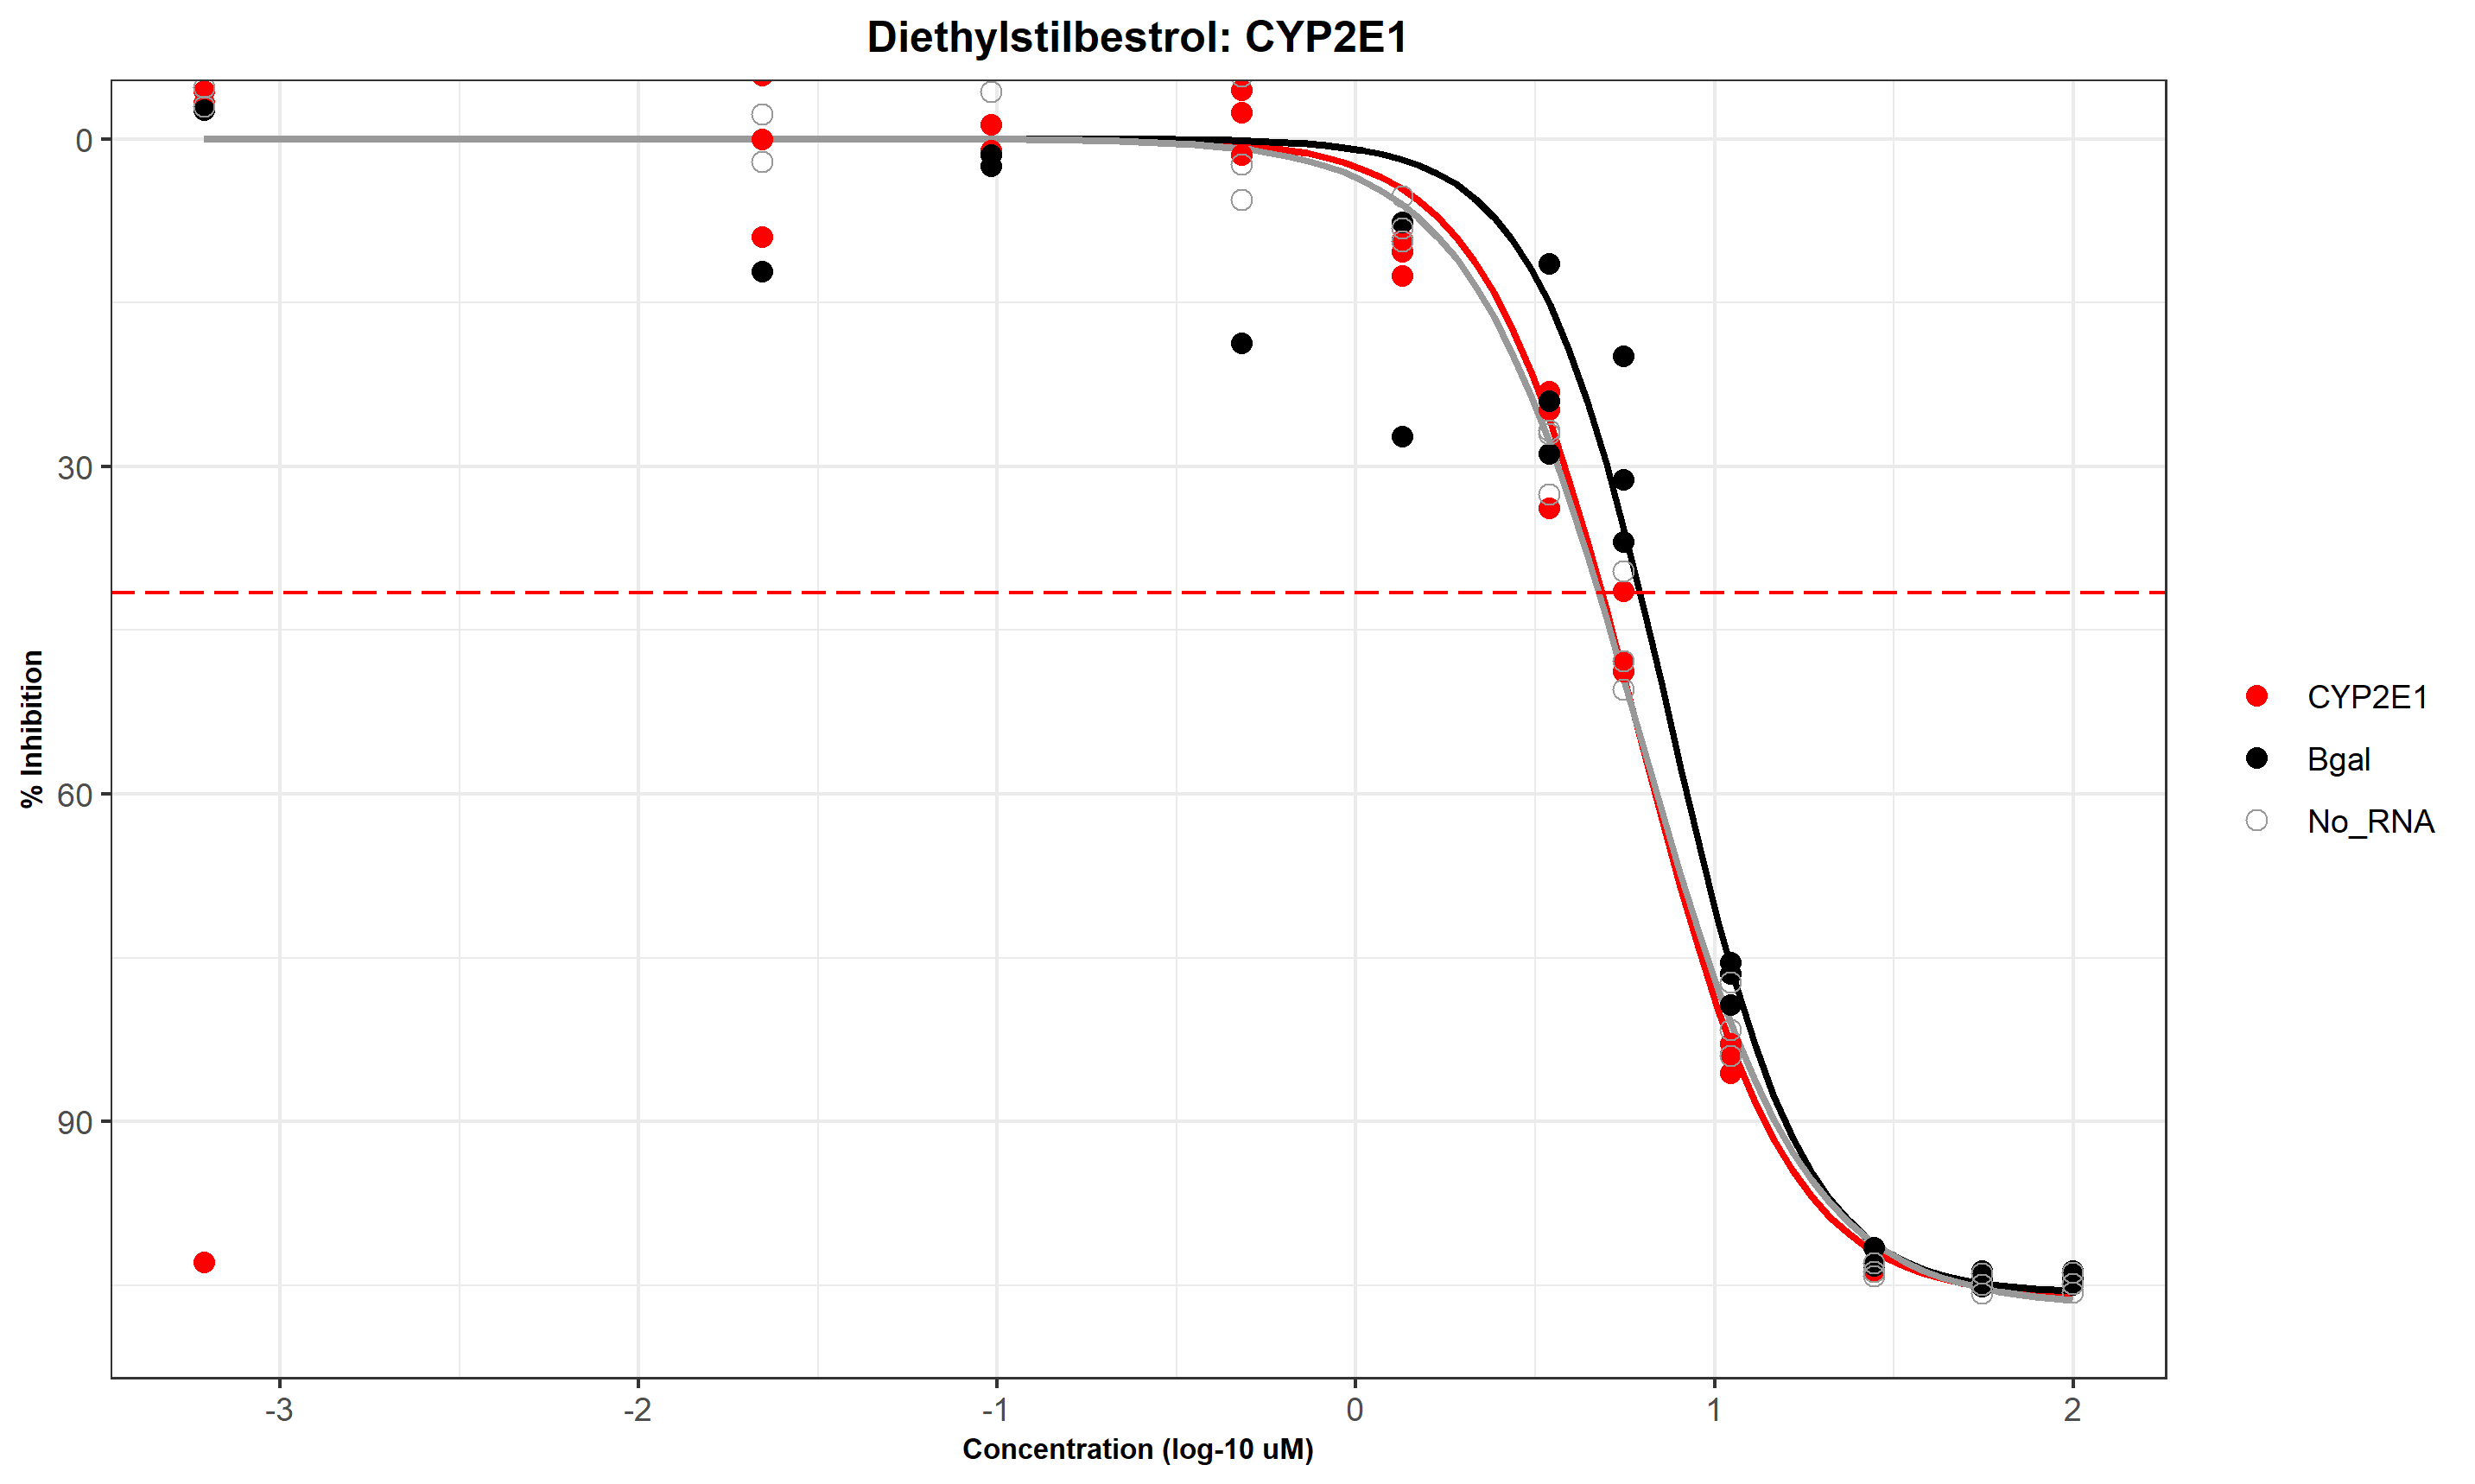 Diethylstilbestrol: CYP2E1
% Inhibition
0
30
60
90
-3
-2
-1
0
1
2
Concentration (log-10 uM)
CYP2E1
Bgal
No_RNA